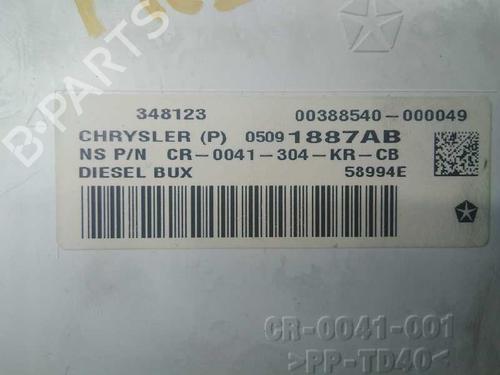 B-PARTS
348123 00388540-000049
CHRYSLER (P) 05091887AB
NS P/N CR-0041-304-KR-CB
DIESEL BUX 58994E
CR-0041-001
>PP-TD40<